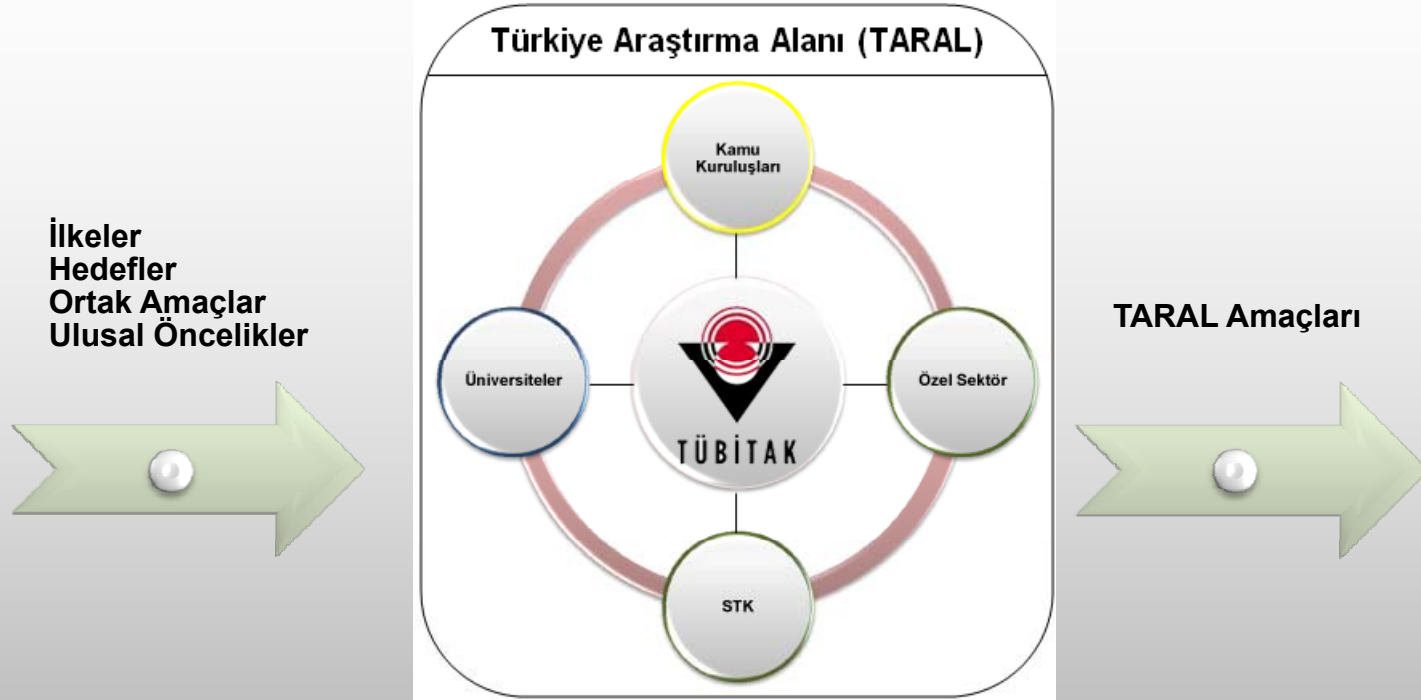 Türkiye Araştırma Alanı (TARAL)
İlkeler
Hedefler
Ortak Amaçlar
Ulusal Öncelikler
Kamu
Kuruluşları
Üniversiteler
TÜBİTAK
Özel Sektör
STK
TARAL Amaçları